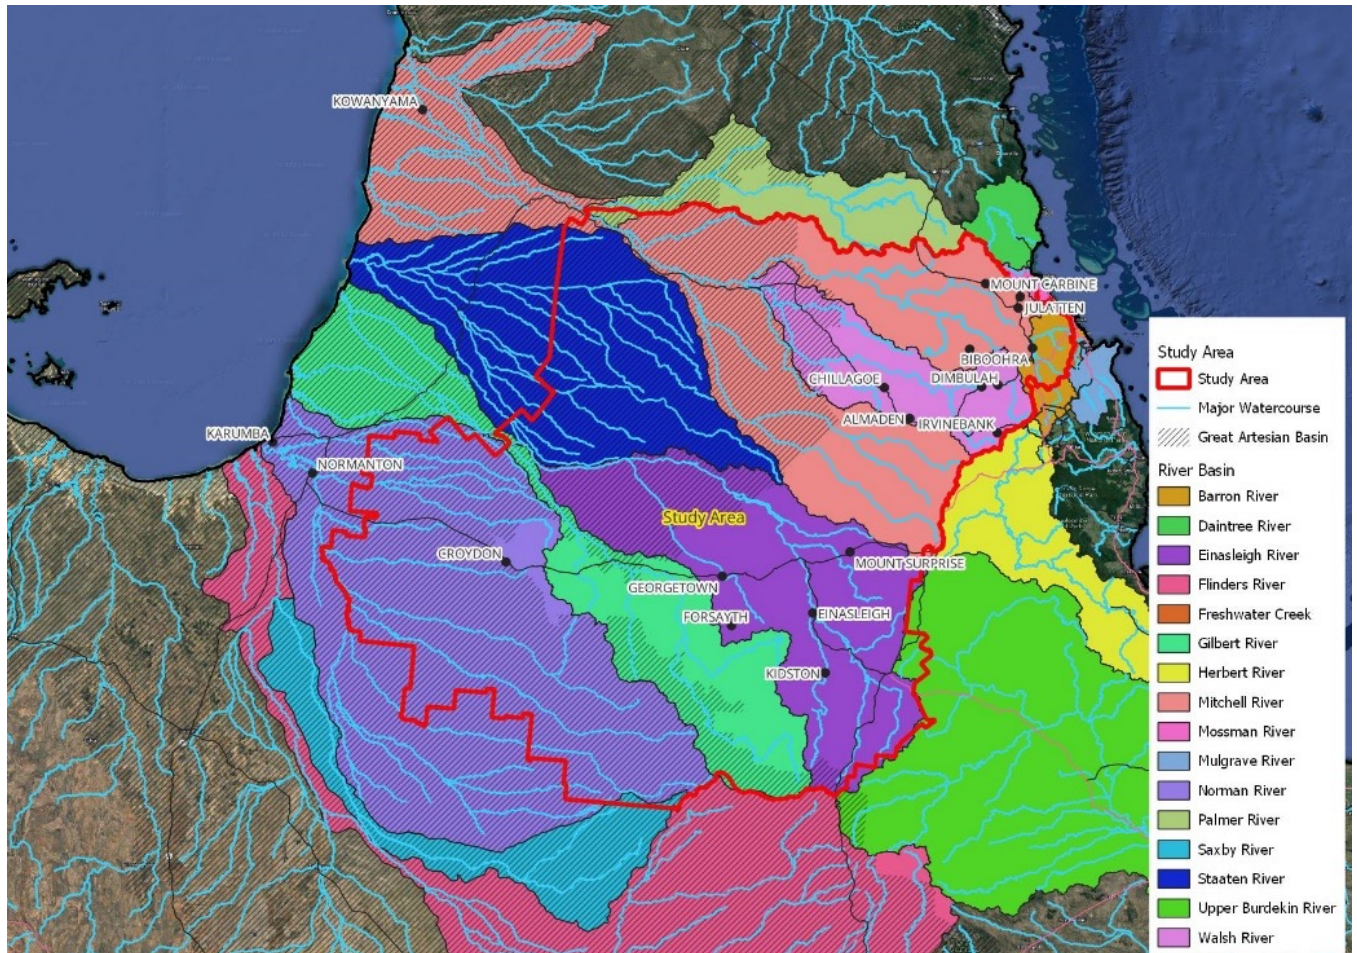 KOWANYAMA
MOUNT CARBINE
JULATTEN
BIBOOHRA
CHILLAGOE
DIMBULAH
ALMADEN
IRVINEBANK
KARUMBA
NORMANTON
Study Area
CROYDON
MOUNT SURPRISE
GEORGETOWN
FORSAYTH
EINASLEIGH
KIDSTON
Study Area
Study Area
Major Watercourse
Great Artesian Basin
River Basin
Barron River
Daintree River
Einasleigh River
Flinders River
Freshwater Creek
Gilbert River
Herbert River
Mitchell River
Mossman River
Mulgrave River
Norman River
Palmer River
Saxby River
Staaten River
Upper Burdekin River
Walsh River